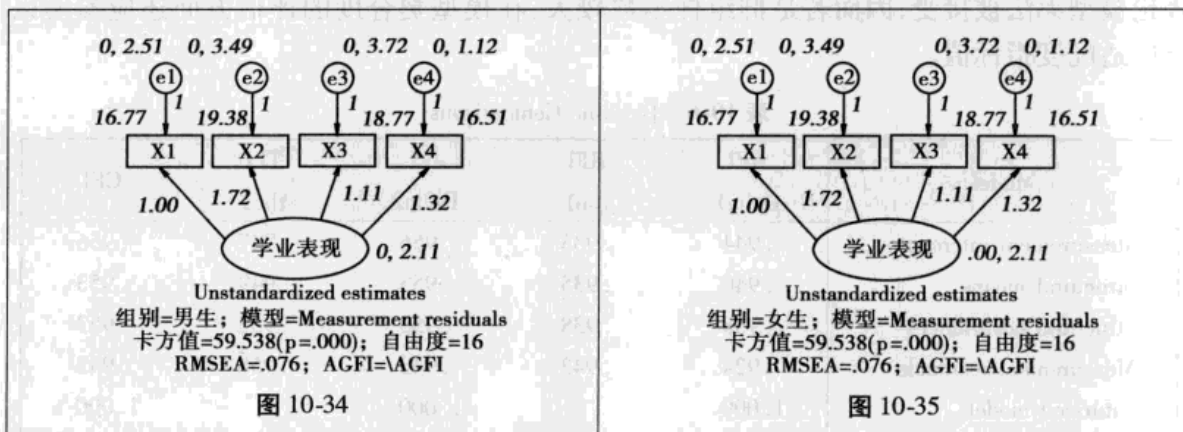 0, 2.51 0, 3.49 0, 3.72 0, 1.12
e1 e2 e3 e4
1 1 1 1
16.77 19.38 18.77 16.51
X1 X2 X3 X4
1.00 1.72 1.11 1.32
学业表现
0, 2.11
Unstandardized estimates
组别=男生；模型=Measurement residuals
卡方值=59.538(p=.000)；自由度=16
RMSEA=.076；AGFI=\AGFI
图 10-34
0, 2.51 0, 3.49 0, 3.72 0, 1.12
e1 e2 e3 e4
1 1 1 1
16.77 19.38 18.77 16.51
X1 X2 X3 X4
1.00 1.72 1.11 1.32
学业表现
.00, 2.11
Unstandardized estimates
组别=女生；模型=Measurement residuals
卡方值=59.538(p=.000)；自由度=16
RMSEA=.076；AGFI=\AGFI
图 10-35